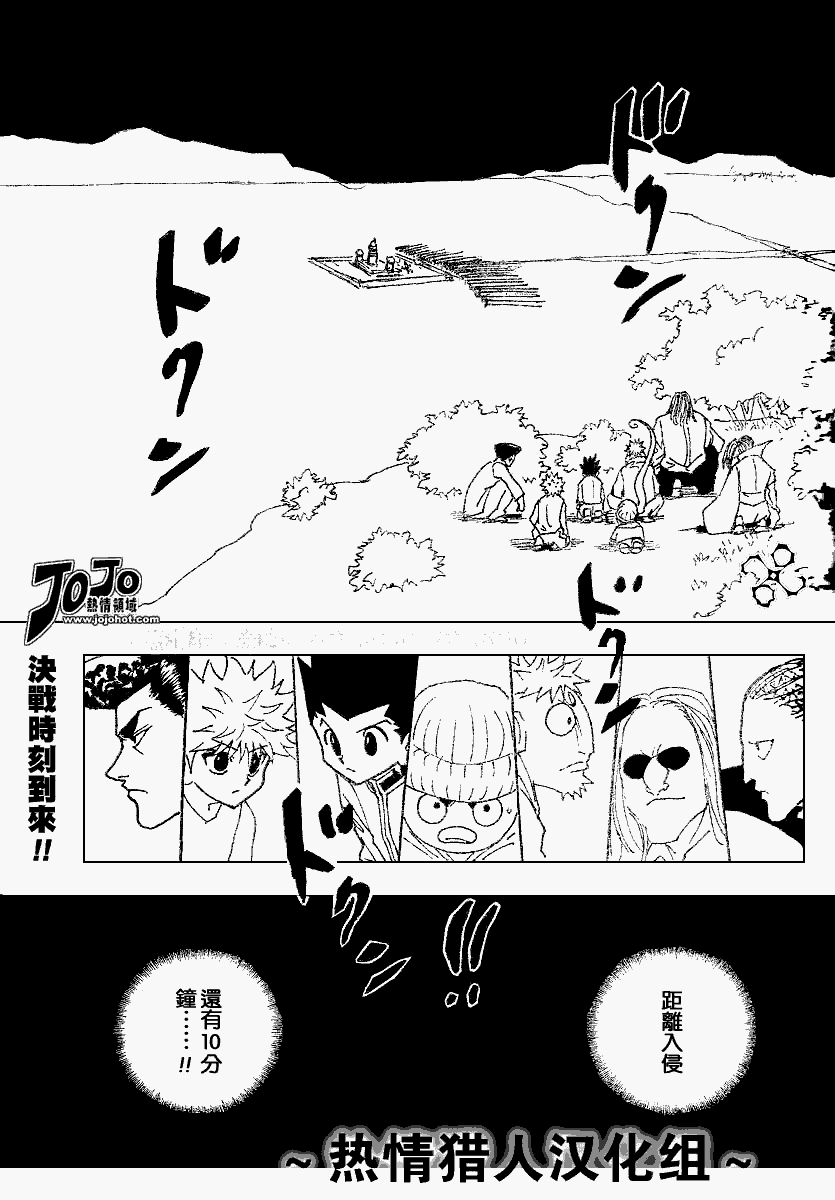 ドクン
ドクン
JOJO
熱情領域
www.jojohot.com
ドクン
決戰時刻到來!!
ドクン
!!
距離入侵
還有10分
鐘……!!
~热情猎人汉化组~